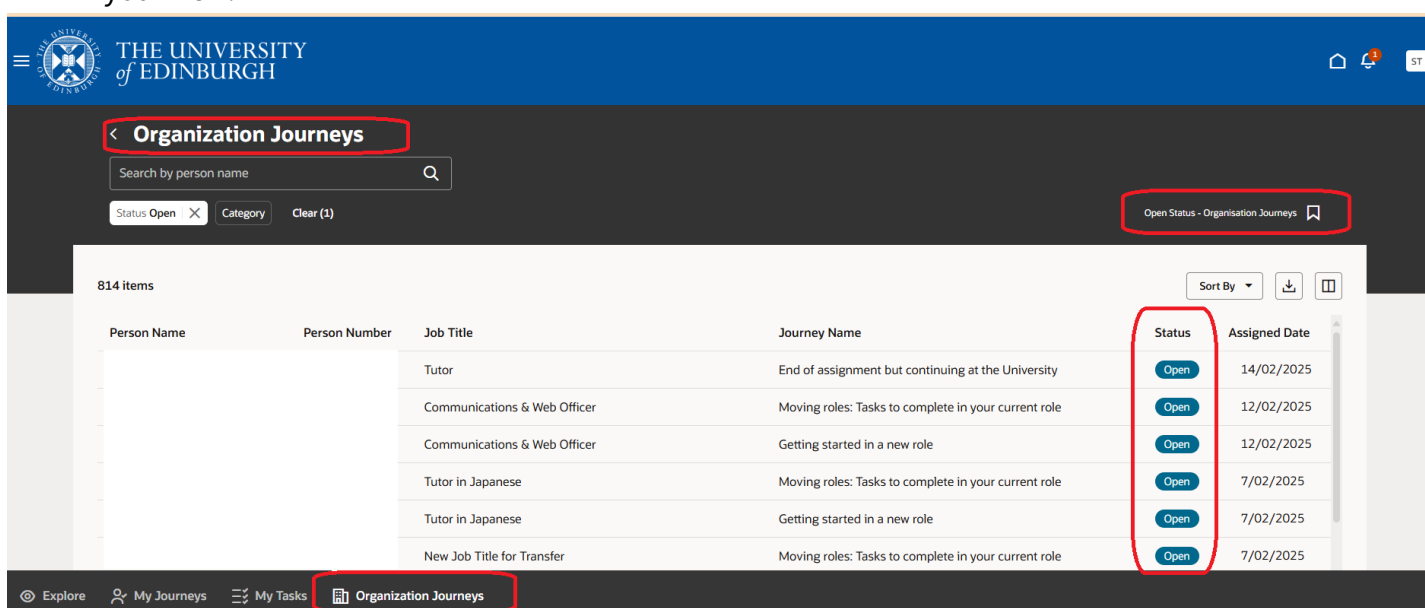 THE UNIVERSITY
of EDINBURGH
1
ST
Organization Journeys
Search by person name
Status Open
Category
Clear (1)
Open Status - Organisation Journeys
814 items
Sort By
Person Name Person Number Job Title Journey Name Status Assigned Date
Tutor End of assignment but continuing at the University Open 14/02/2025
Communications & Web Officer Moving roles: Tasks to complete in your current role Open 12/02/2025
Communications & Web Officer Getting started in a new role Open 12/02/2025
Tutor in Japanese Moving roles: Tasks to complete in your current role Open 7/02/2025
Tutor in Japanese Getting started in a new role Open 7/02/2025
New Job Title for Transfer Moving roles: Tasks to complete in your current role Open 7/02/2025
Explore My Journeys My Tasks Organization Journeys